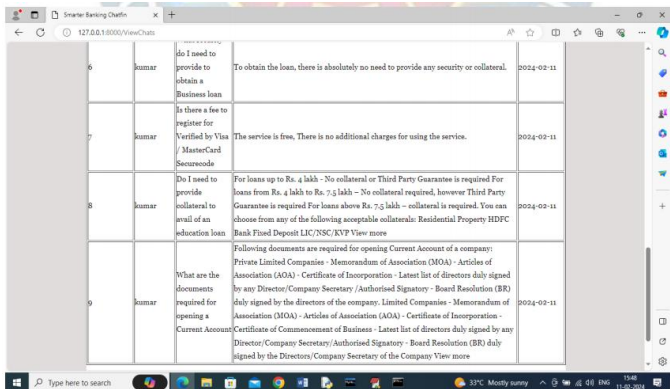 Smarter Banking Chatfin
127.0.0.1:8000/ViewChats
do I need to
provide to
obtain a
Business loan
6
kumar
To obtain the loan, there is absolutely no need to provide any security or collateral.
2024-02-11
Is there a fee to
register for
Verified by Visa
/ MasterCard
Securecode
7
kumar
The service is free, There is no additional charges for using the service.
2024-02-11
Do I need to
provide
collateral to
avail of an
education loan
8
kumar
For loans up to Rs. 4 lakh - No collateral or Third Party Guarantee is required For
loans from Rs. 4 lakh to Rs. 7.5 lakh – No collateral required, however Third Party
Guarantee is required For loans above Rs. 7.5 lakh – collateral is required. You can
choose from any of the following acceptable collaterals: Residential Property HDFC
Bank Fixed Deposit LIC/NSC/KVP View more
2024-02-11
What are the
documents
required for
opening a
Current Account
9
kumar
Following documents are required for opening Current Account of a company:
Private Limited Companies - Memorandum of Association (MOA) - Articles of
Association (AOA) - Certificate of Incorporation - Latest list of directors duly signed
by any Director/Company Secretary /Authorised Signatory - Board Resolution (BR)
duly signed by the directors of the company. Limited Companies - Memorandum of
Association (MOA) - Articles of Association (AOA) - Certificate of Incorporation -
Certificate of Commencement of Business - Latest list of directors duly signed by any
Director/Company Secretary/Authorised Signatory - Board Resolution (BR) duly
signed by the Directors/Company Secretary of the Company View more
2024-02-11
Type here to search
33°C Mostly sunny
ENG
15:48
11-02-2024